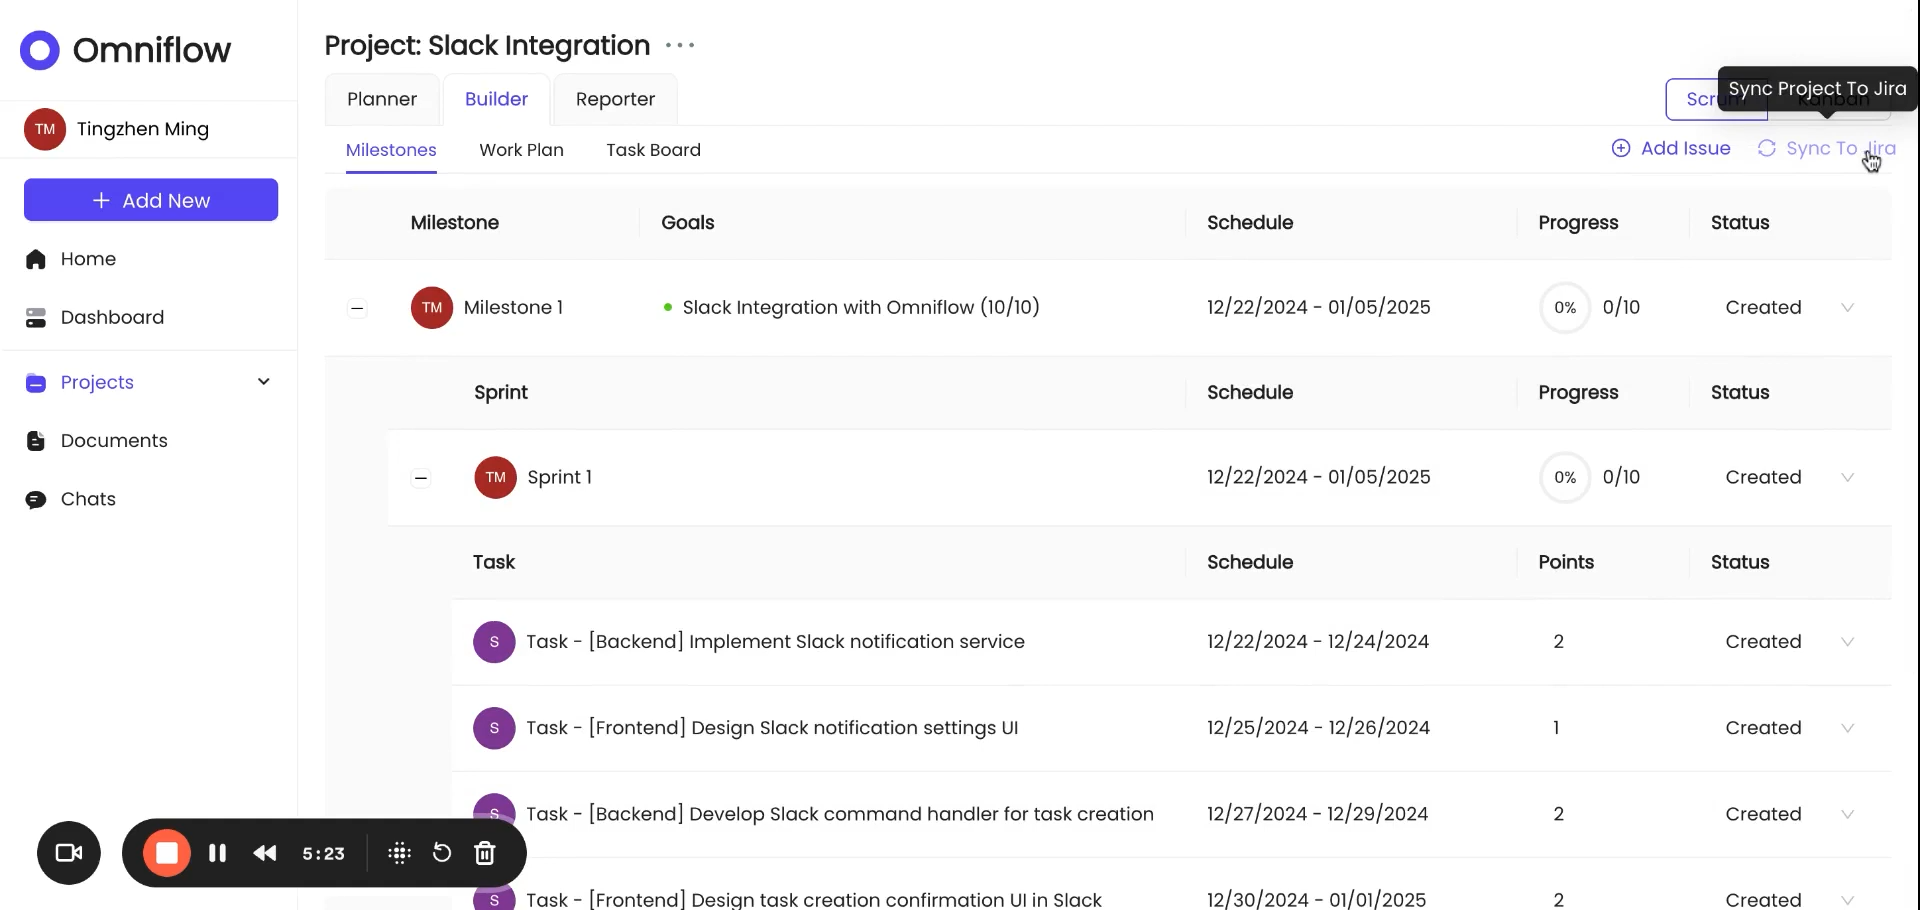 Omniflow
TM Tingzhen Ming
+ Add New
Home
Dashboard
Projects
Documents
Chats
Project: Slack Integration ...
Planner Builder Reporter
Sync Project To Jira
Milestones Work Plan Task Board
Add Issue Sync To Jira
Milestone Goals Schedule Progress Status
TM Milestone 1 Slack Integration with Omniflow (10/10) 12/22/2024 - 01/05/2025 0% 0/10 Created
Sprint Schedule Progress Status
TM Sprint 1 12/22/2024 - 01/05/2025 0% 0/10 Created
Task Schedule Points Status
S Task - [Backend] Implement Slack notification service 12/22/2024 - 12/24/2024 2 Created
S Task - [Frontend] Design Slack notification settings UI 12/25/2024 - 12/26/2024 1 Created
S Task - [Backend] Develop Slack command handler for task creation 12/27/2024 - 12/29/2024 2 Created
S Task - [Frontend] Design task creation confirmation UI in Slack 12/30/2024 - 01/01/2025 2 Created
5:23